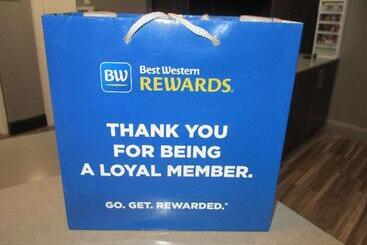 BW
Best Western
REWARDS.
THANK YOU
FOR BEING
A LOYAL MEMBER.
GO. GET. REWARDED.®